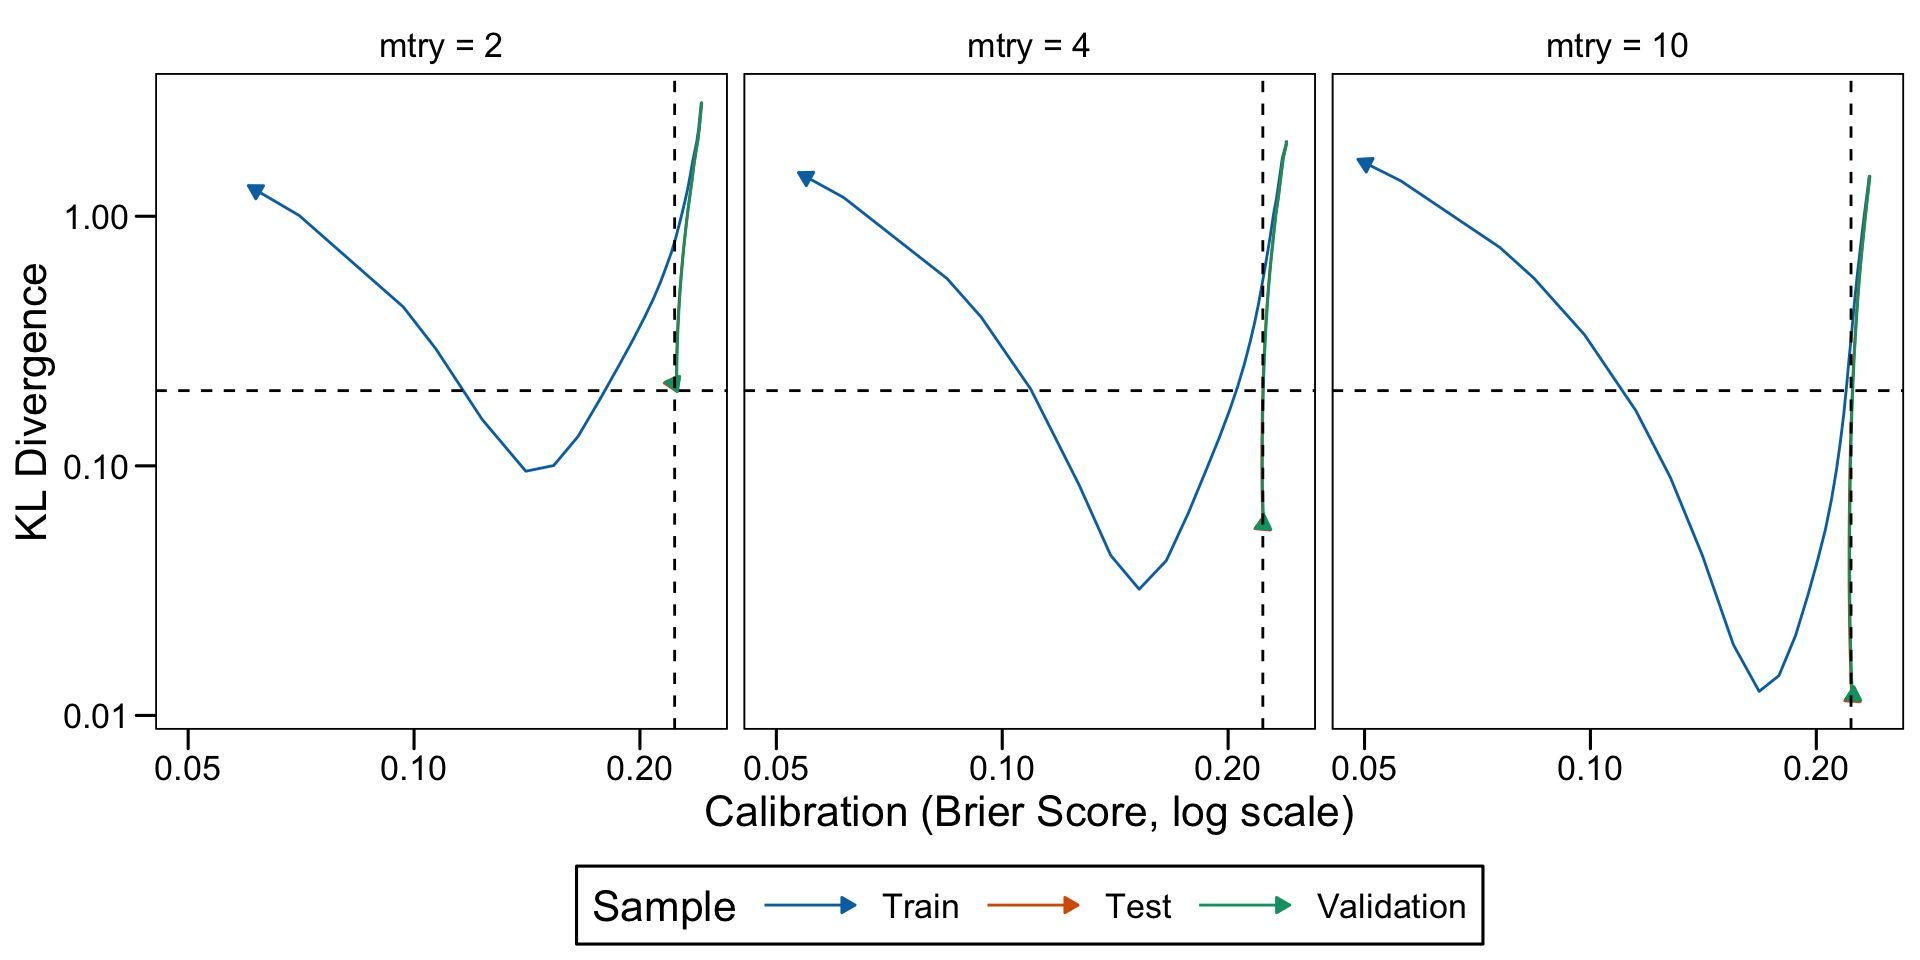 mtry = 2
mtry = 4
mtry = 10
KL Divergence
1.00
0.10
0.01
0.05 0.10 0.20 0.05 0.10 0.20 0.05 0.10 0.20
Calibration (Brier Score, log scale)
Sample Train Test Validation